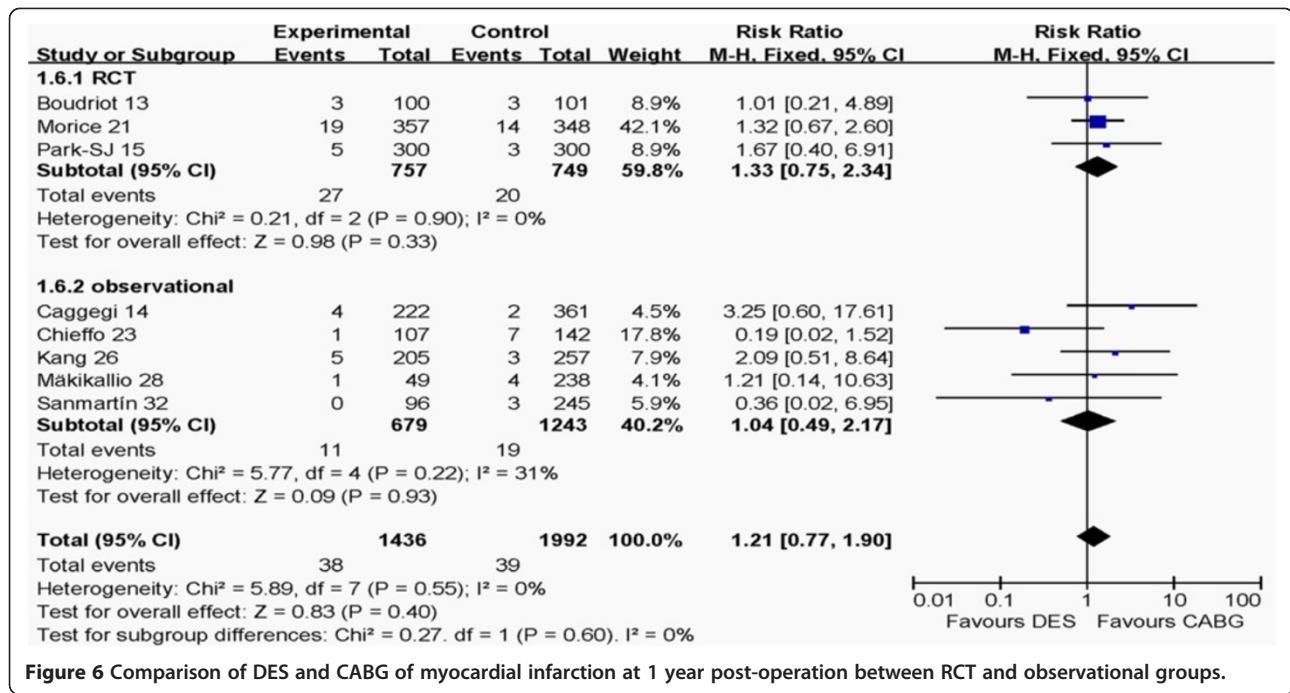 Experimental Control Risk Ratio Risk Ratio
Study or Subgroup Events Total Events Total Weight M-H, Fixed, 95% CI M-H, Fixed, 95% CI
1.6.1 RCT
Boudriot 13 3 100 3 101 8.9% 1.01 [0.21, 4.89]
Morice 21 19 357 14 348 42.1% 1.32 [0.67, 2.60]
Park-SJ 15 5 300 3 300 8.9% 1.67 [0.40, 6.91]
Subtotal (95% CI) 757 749 59.8% 1.33 [0.75, 2.34]
Total events 27 20
Heterogeneity: Chi² = 0.21, df = 2 (P = 0.90); I² = 0%
Test for overall effect: Z = 0.98 (P = 0.33)
1.6.2 observational
Caggegi 14 4 222 2 361 4.5% 3.25 [0.60, 17.61]
Chieffo 23 1 107 7 142 17.8% 0.19 [0.02, 1.52]
Kang 26 5 205 3 257 7.9% 2.09 [0.51, 8.64]
Mäkikallio 28 1 49 4 238 4.1% 1.21 [0.14, 10.63]
Sanmartín 32 0 96 3 245 5.9% 0.36 [0.02, 6.95]
Subtotal (95% CI) 679 1243 40.2% 1.04 [0.49, 2.17]
Total events 11 19
Heterogeneity: Chi² = 5.77, df = 4 (P = 0.22); I² = 31%
Test for overall effect: Z = 0.09 (P = 0.93)
Total (95% CI) 1436 1992 100.0% 1.21 [0.77, 1.90]
Total events 38 39
Heterogeneity: Chi² = 5.89, df = 7 (P = 0.55); I² = 0%
Test for overall effect: Z = 0.83 (P = 0.40)
Test for subgroup differences: Chi² = 0.27. df = 1 (P = 0.60). I² = 0%
0.01 0.1 1 10 100
Favours DES Favours CABG
Figure 6 Comparison of DES and CABG of myocardial infarction at 1 year post-operation between RCT and observational groups.